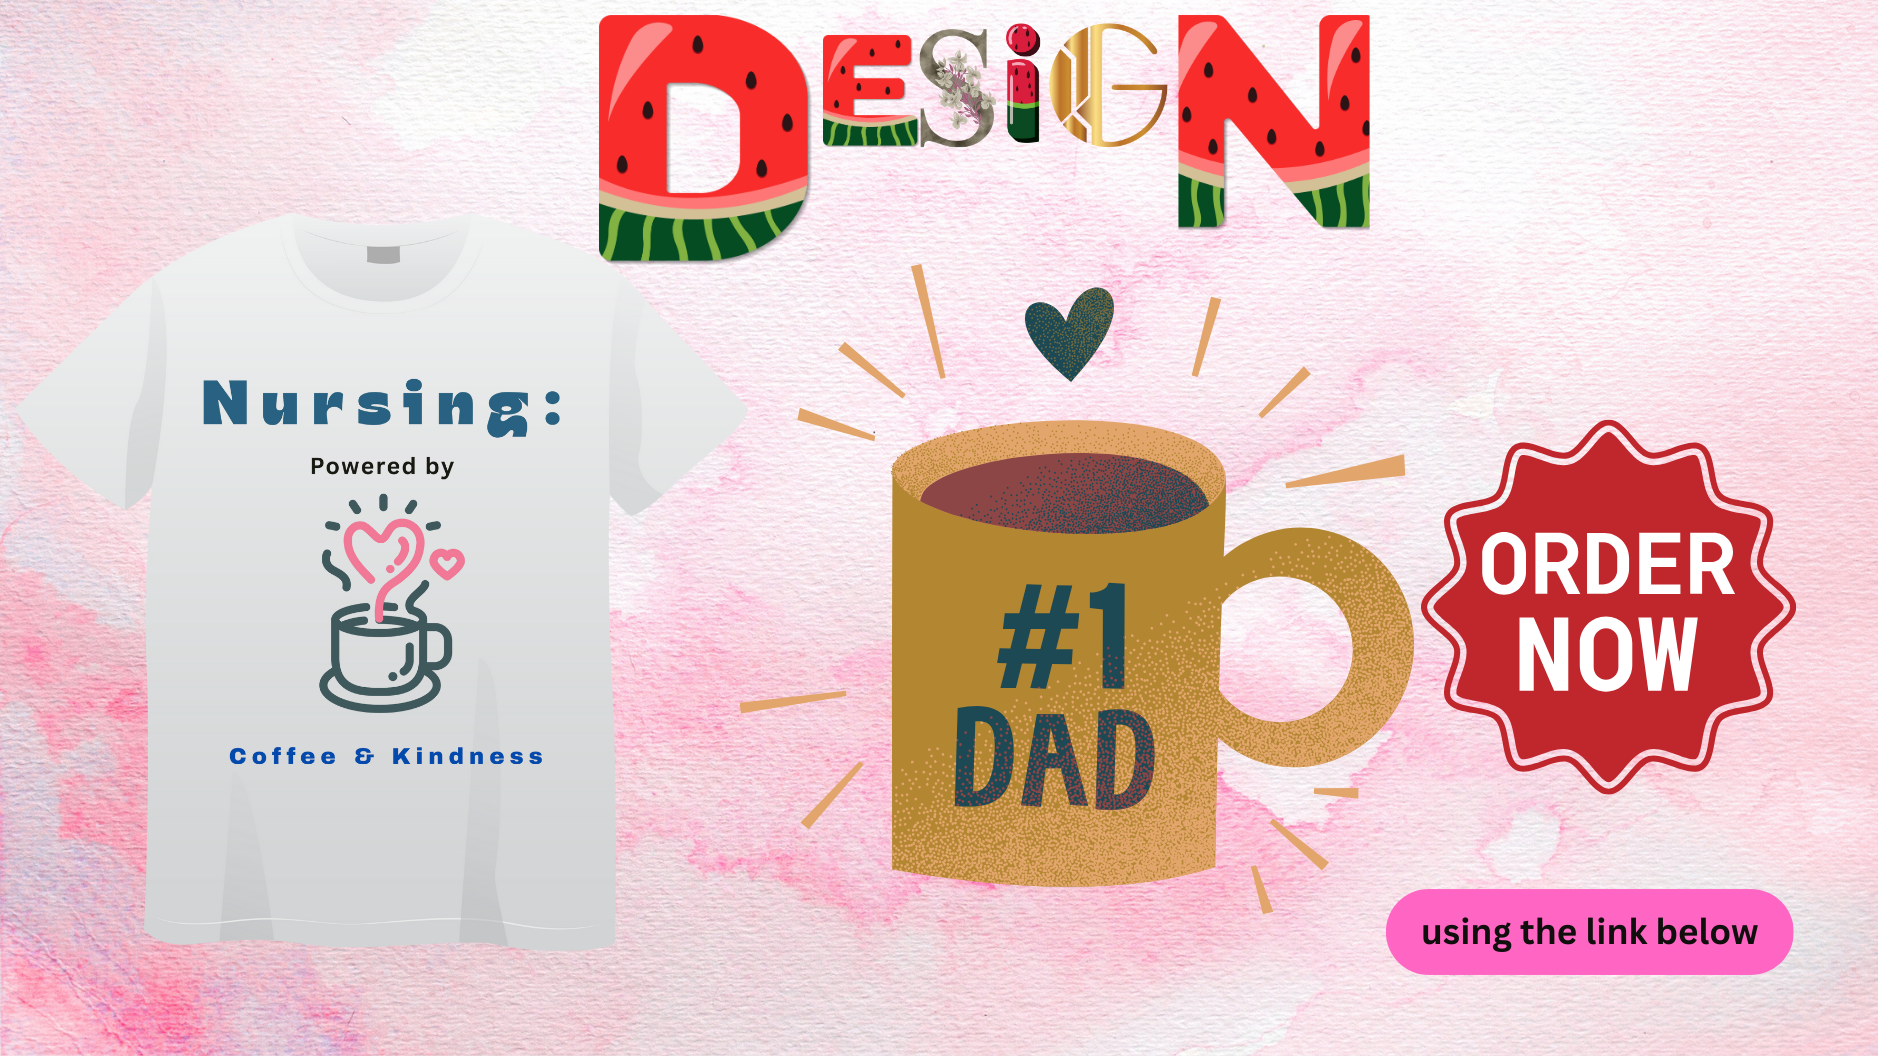 DESiGN
Nursing:
Powered by
Coffee & Kindness
#1
DAD
ORDER
NOW
using the link below